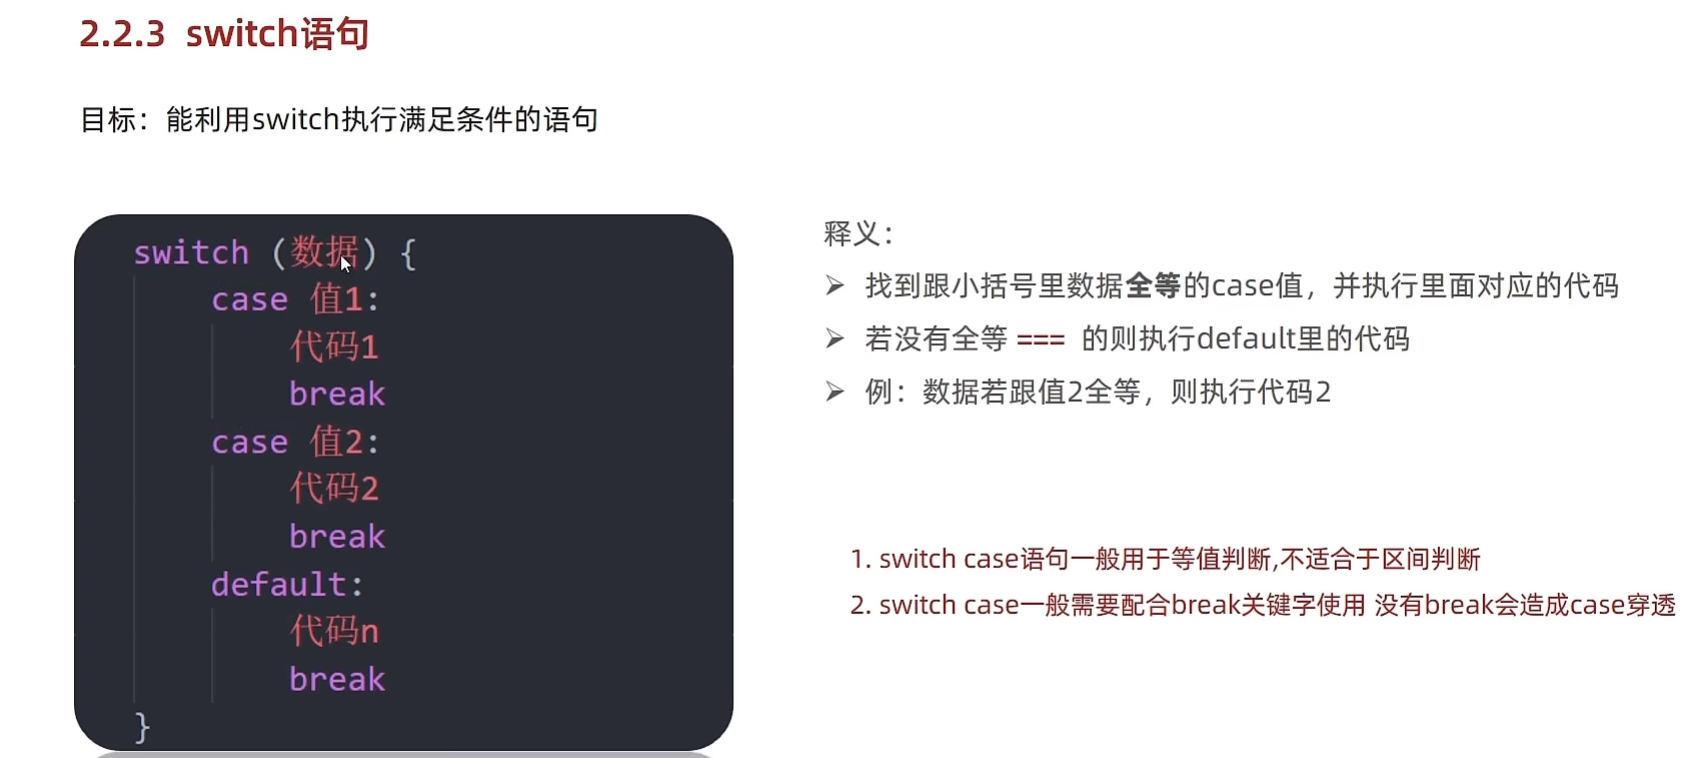 2.2.3 switch语句
目标：能利用switch执行满足条件的语句
switch (数据) {
case 值1:
代码1
break
case 值2:
代码2
break
default:
代码n
break
}
释义：
➢ 找到跟小括号里数据全等的case值，并执行里面对应的代码
➢ 若没有全等 === 的则执行default里的代码
➢ 例：数据若跟值2全等，则执行代码2
1. switch case语句一般用于等值判断,不适合于区间判断
2. switch case一般需要配合break关键字使用 没有break会造成case穿透